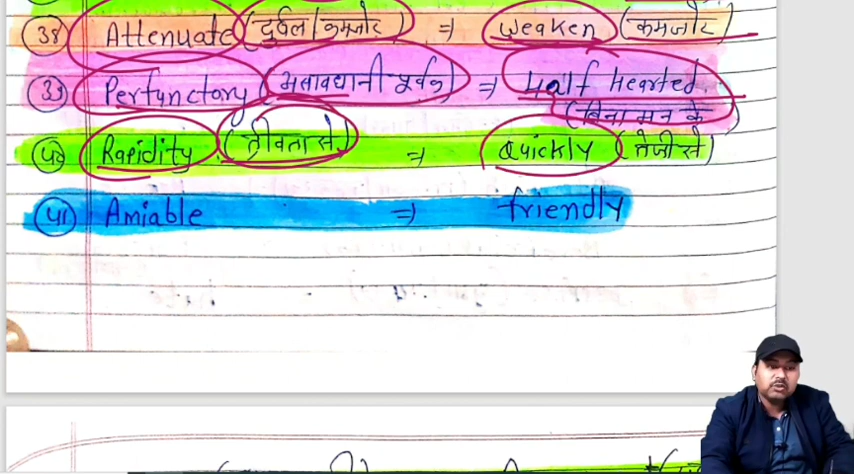 38 Attenuate (दुर्बल/कमजोर) ⇒ Weaken (कमजोर)
39 Perfunctory (असावधानी पूर्वक) ⇒ Half Hearted.
(बिना मन के)
40 Rapidity (तीव्रता से) ⇒ Quickly (तेजी से)
41 Amiable ⇒ friendly